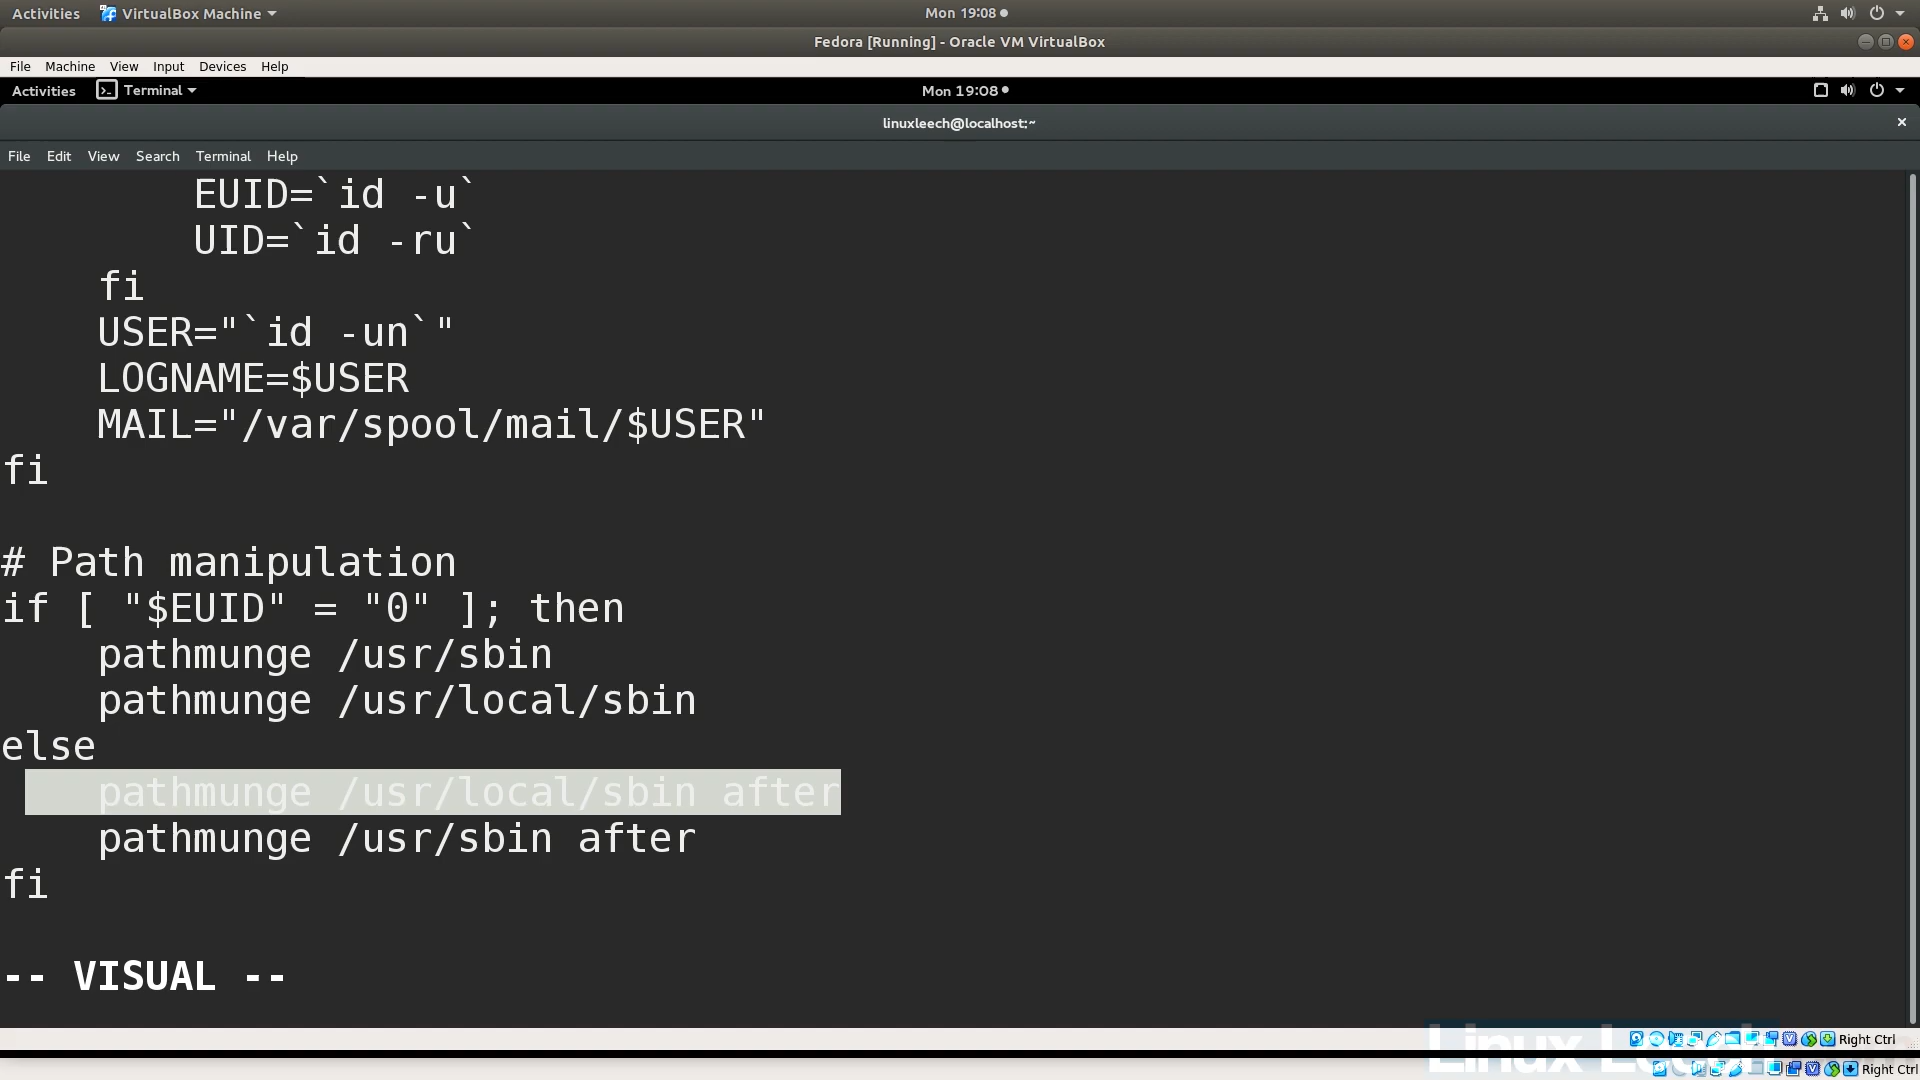 Activities VirtualBox Machine Mon 19:08
Fedora [Running] - Oracle VM VirtualBox
File Machine View Input Devices Help
Activities Terminal Mon 19:08
linuxleech@localhost:~
File Edit View Search Terminal Help
EUID=`id -u`
UID=`id -ru`
fi
USER="`id -un`"
LOGNAME=$USER
MAIL="/var/spool/mail/$USER"
fi
# Path manipulation
if [ "$EUID" = "0" ]; then
pathmunge /usr/sbin
pathmunge /usr/local/sbin
else
pathmunge /usr/local/sbin after
pathmunge /usr/sbin after
fi
-- VISUAL --
Right Ctrl
Linux
Right Ctrl